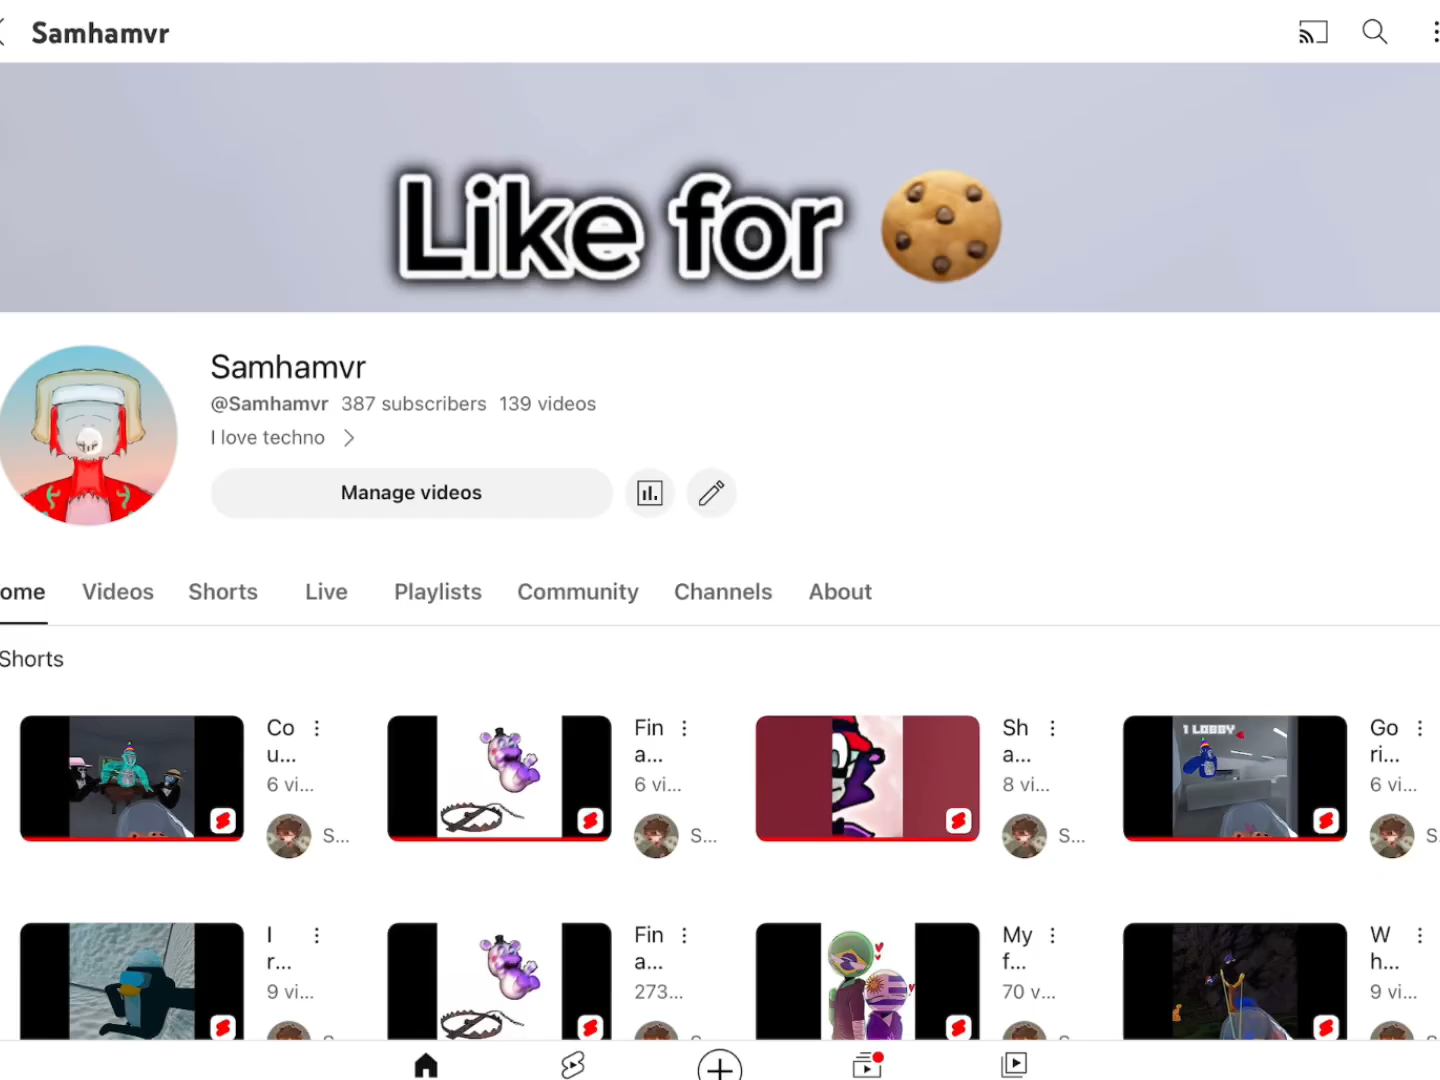 Samhamvr
Like for
Samhamvr
@Samhamvr 387 subscribers 139 videos
I love techno
Manage videos
ome Videos Shorts Live Playlists Community Channels About
Shorts
Co
u...
6 vi...
S...
Fin
a...
6 vi...
S...
Sh
a...
8 vi...
S...
1 LOBBY
Go
ri...
6 vi...
S.
I
r...
9 vi...
Fin
a...
273...
My
f...
70 v...
W
h...
9 vi...